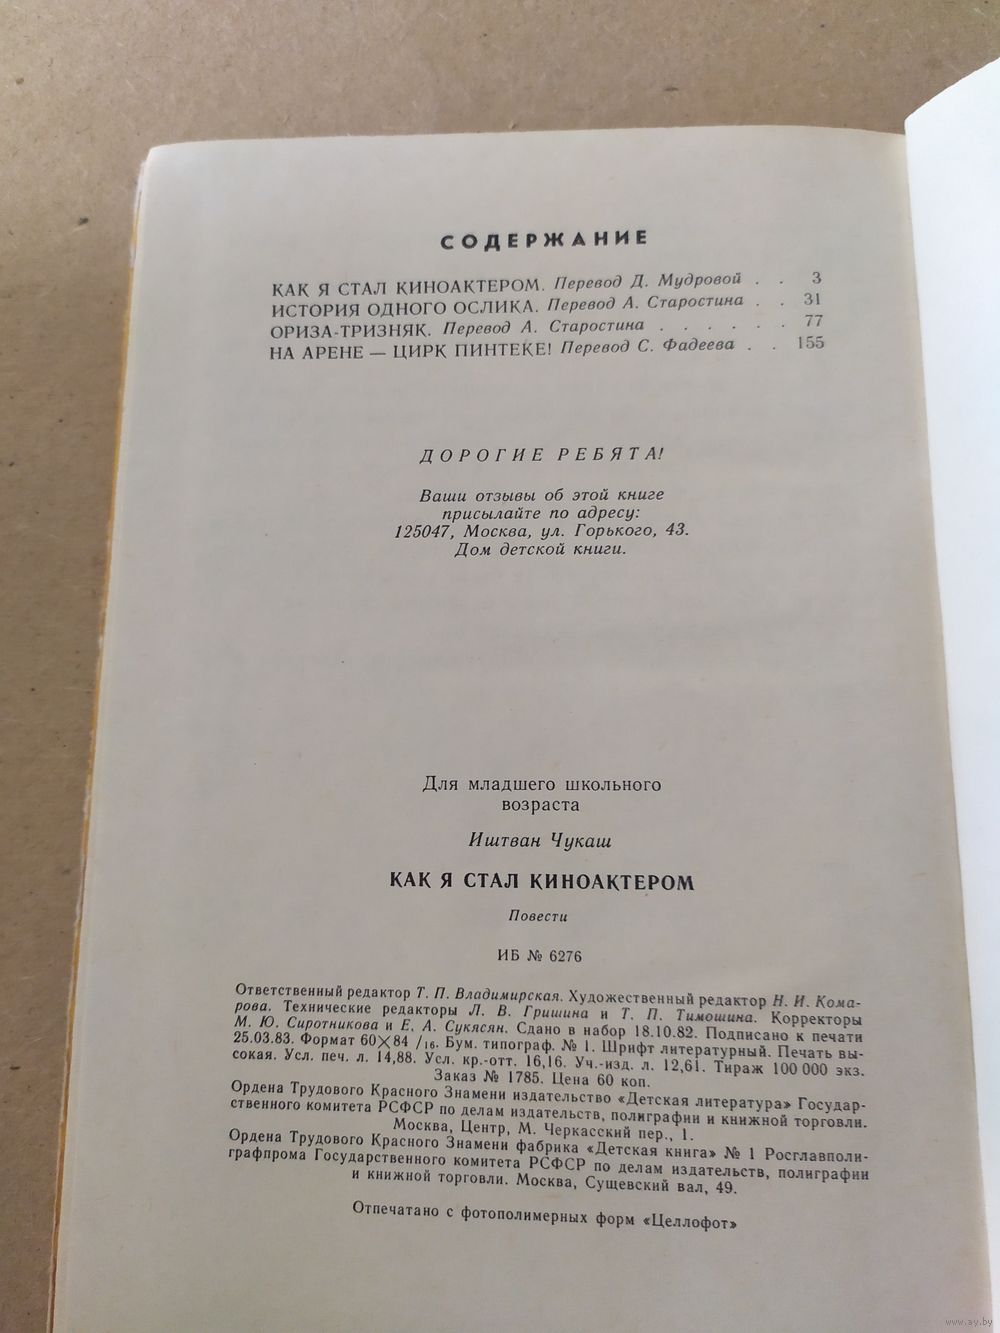 СОДЕРЖАНИЕ
КАК Я СТАЛ КИНОАКТЕРОМ. Перевод Д. Мудровой . . 3
ИСТОРИЯ ОДНОГО ОСЛИКА. Перевод А. Старостина . . 31
ОРИЗА-ТРИЗНЯК. Перевод А. Старостина . . . . . . 77
НА АРЕНЕ — ЦИРК ПИНТЕКЕ! Перевод С. Фадеева . . 155
ДОРОГИЕ РЕБЯТА!
Ваши отзывы об этой книге
присылайте по адресу:
125047, Москва, ул. Горького, 43.
Дом детской книги.
Для младшего школьного
возраста
Иштван Чукаш
КАК Я СТАЛ КИНОАКТЕРОМ
Повести
ИБ № 6276
Ответственный редактор Т. П. Владимирская. Художественный редактор Н. И. Кома-
рова. Технические редакторы Л. В. Гришина и Т. П. Тимошина. Корректоры
М. Ю. Сиротникова и Е. А. Сукясян. Сдано в набор 18.10.82. Подписано к печати
25.03.83. Формат 60×84 /16. Бум. типограф. № 1. Шрифт литературный. Печать вы-
сокая. Усл. печ. л. 14,88. Усл. кр.-отт. 16,16. Уч.-изд. л. 12,61. Тираж 100 000 экз.
Заказ № 1785. Цена 60 коп.
Ордена Трудового Красного Знамени издательство «Детская литература» Государ-
ственного комитета РСФСР по делам издательств, полиграфии и книжной торговли.
Москва, Центр, М. Черкасский пер., 1.
Ордена Трудового Красного Знамени фабрика «Детская книга» № 1 Росглавполи-
графпрома Государственного комитета РСФСР по делам издательств, полиграфии
и книжной торговли. Москва, Сущевский вал, 49.
Отпечатано с фотополимерных форм «Целлофот»
www.ay.by